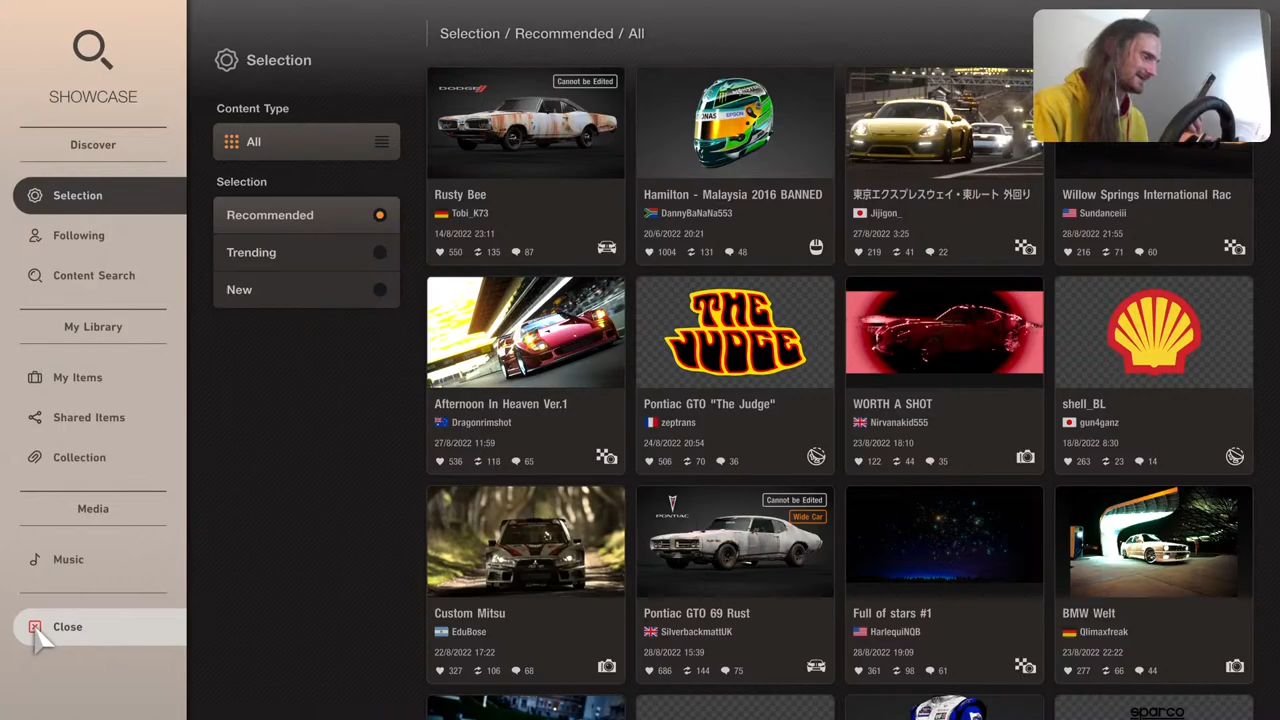 SHOWCASE
Discover
Selection
Following
Content Search
My Library
My Items
Shared Items
Collection
Media
Music
Close
Selection
Content Type
All
Selection
Recommended
Trending
New
Selection / Recommended / All
DODGE
Cannot be Edited
Rusty Bee
Tobi_K73
14/8/2022 23:11
550 135 87
EPSON
Hamilton - Malaysia 2016 BANNED
DannyBaNaNa553
20/6/2022 20:21
1004 131 48
東京エクスプレスウェイ・東ルート 外回り
Jijigon_
27/8/2022 3:25
219 41 22
Willow Springs International Rac
Sundanceiii
28/8/2022 21:55
216 71 60
Afternoon In Heaven Ver.1
Dragonrimshot
27/8/2022 11:59
536 118 65
THE
JUDGE
Pontiac GTO "The Judge"
zeptrans
24/8/2022 20:54
506 70 36
WORTH A SHOT
Nirvanakid555
23/8/2022 18:10
122 44 35
shell_BL
gun4ganz
18/8/2022 8:30
263 23 14
Custom Mitsu
EduBose
22/8/2022 17:22
327 106 68
PONTIAC
Cannot be Edited
Wide Car
Pontiac GTO 69 Rust
SilverbackmattUK
28/8/2022 15:39
686 144 75
Full of stars #1
HarlequiNQB
28/8/2022 19:09
361 98 61
BMW Welt
Qlimaxfreak
23/8/2022 22:22
277 66 44
sparco